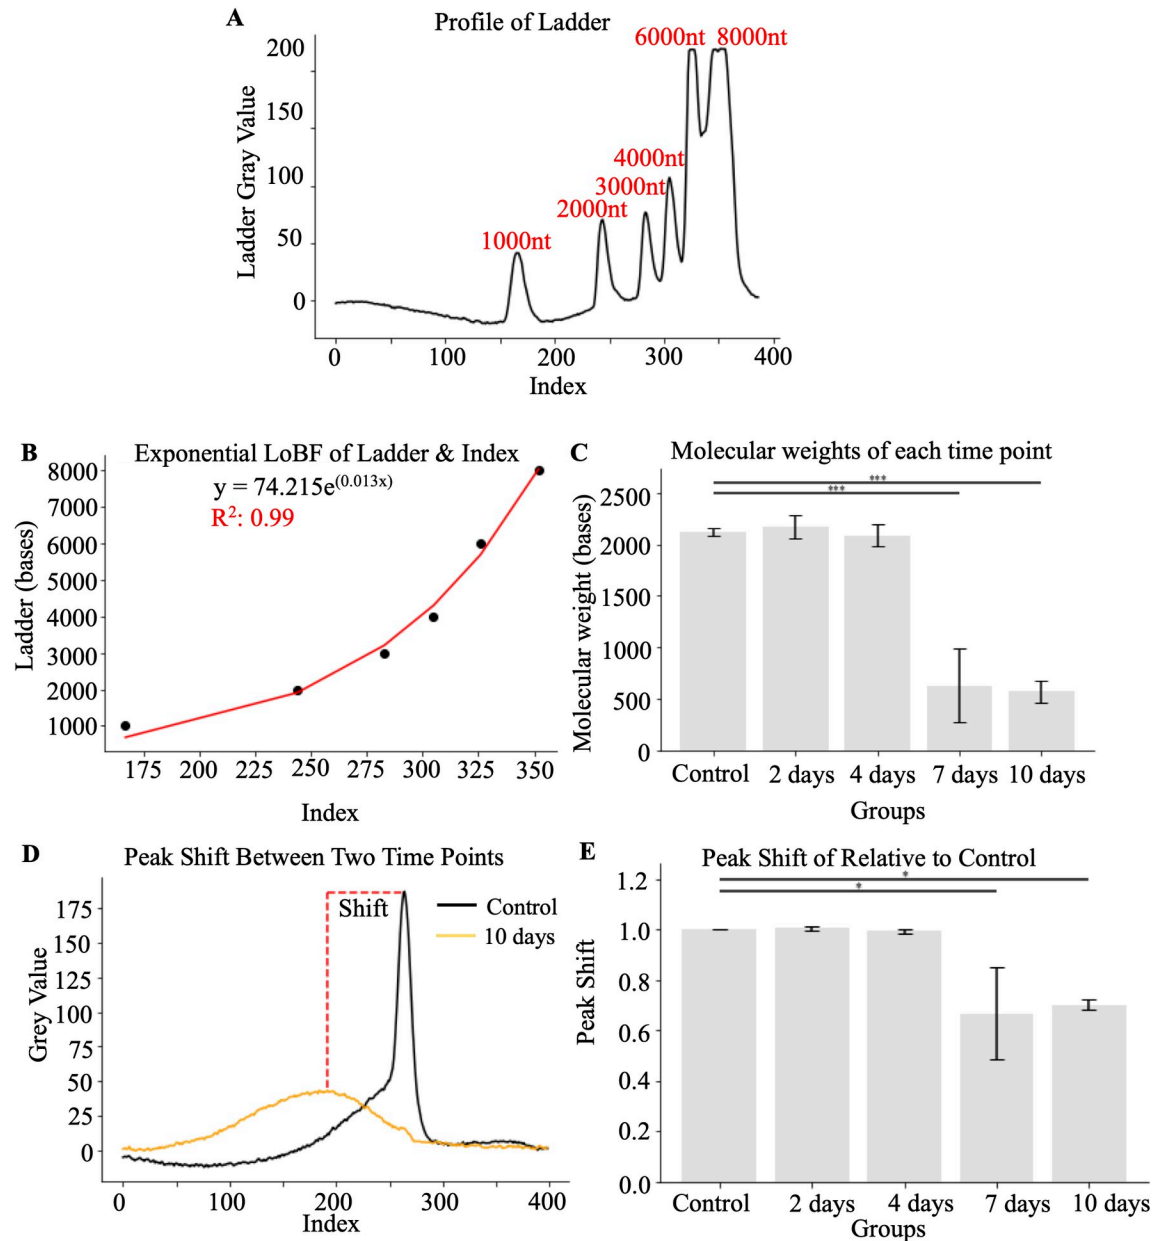 A
Profile of Ladder
6000nt 8000nt
200
150
100
50
0
Ladder Gray Value
4000nt
3000nt
2000nt
1000nt
0 100 200 300 400
Index
B
Exponential LoBF of Ladder & Index
y = 74.215e^(0.013x)
R²: 0.99
8000
7000
6000
5000
4000
3000
2000
1000
Ladder (bases)
175 200 225 250 275 300 325 350
Index
C
Molecular weights of each time point
***
***
2500
2000
1500
1000
500
0
Molecular weight (bases)
Control 2 days 4 days 7 days 10 days
Groups
D
Peak Shift Between Two Time Points
Shift
Control
10 days
175
150
125
100
75
50
25
0
Grey Value
0 100 200 300 400
Index
E
Peak Shift of Relative to Control
*
*
1.2
1.0
0.8
0.6
0.4
0.2
0.0
Peak Shift
Control 2 days 4 days 7 days 10 days
Groups